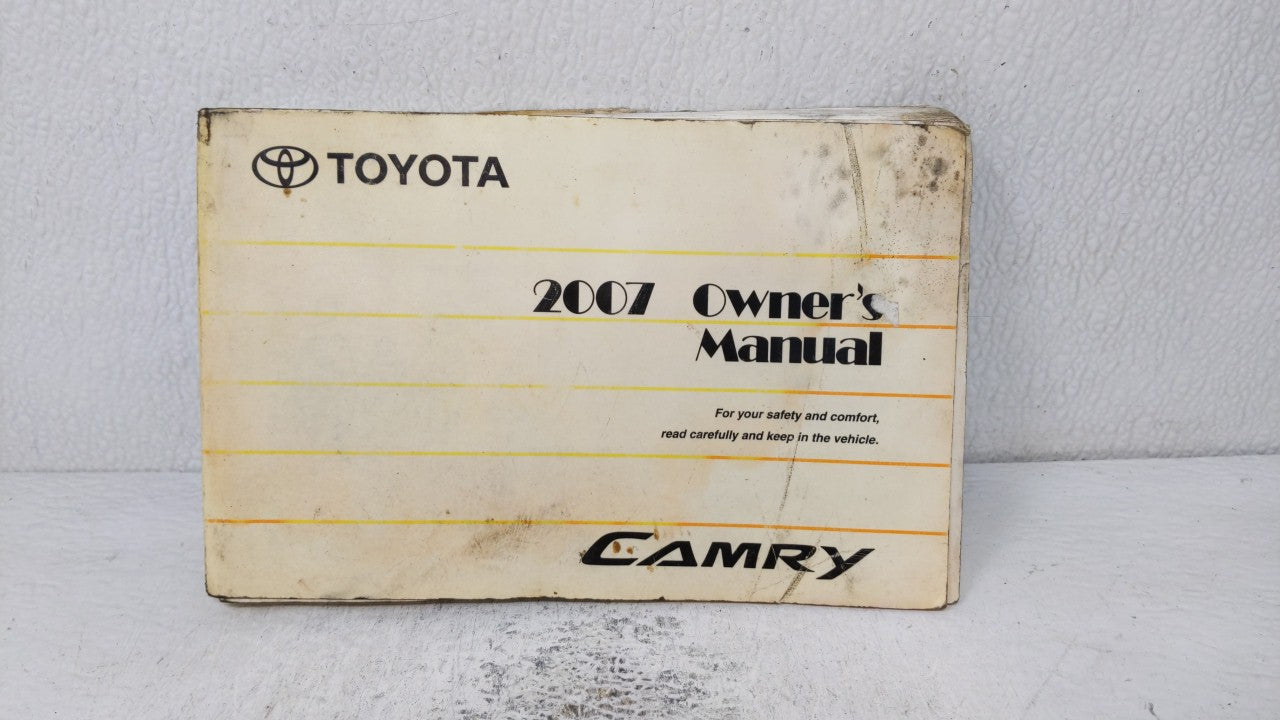 TOYOTA
2007 Owner's
Manual
For your safety and comfort,
read carefully and keep in the vehicle.
CAMRY